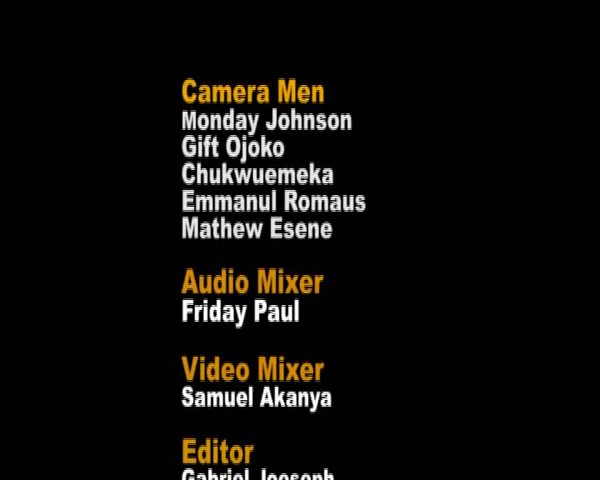 Camera Men
Monday Johnson
Gift Ojoko
Chukwuemeka
Emmanul Romaus
Mathew Esene
Audio Mixer
Friday Paul
Video Mixer
Samuel Akanya
Editor
Gabriel